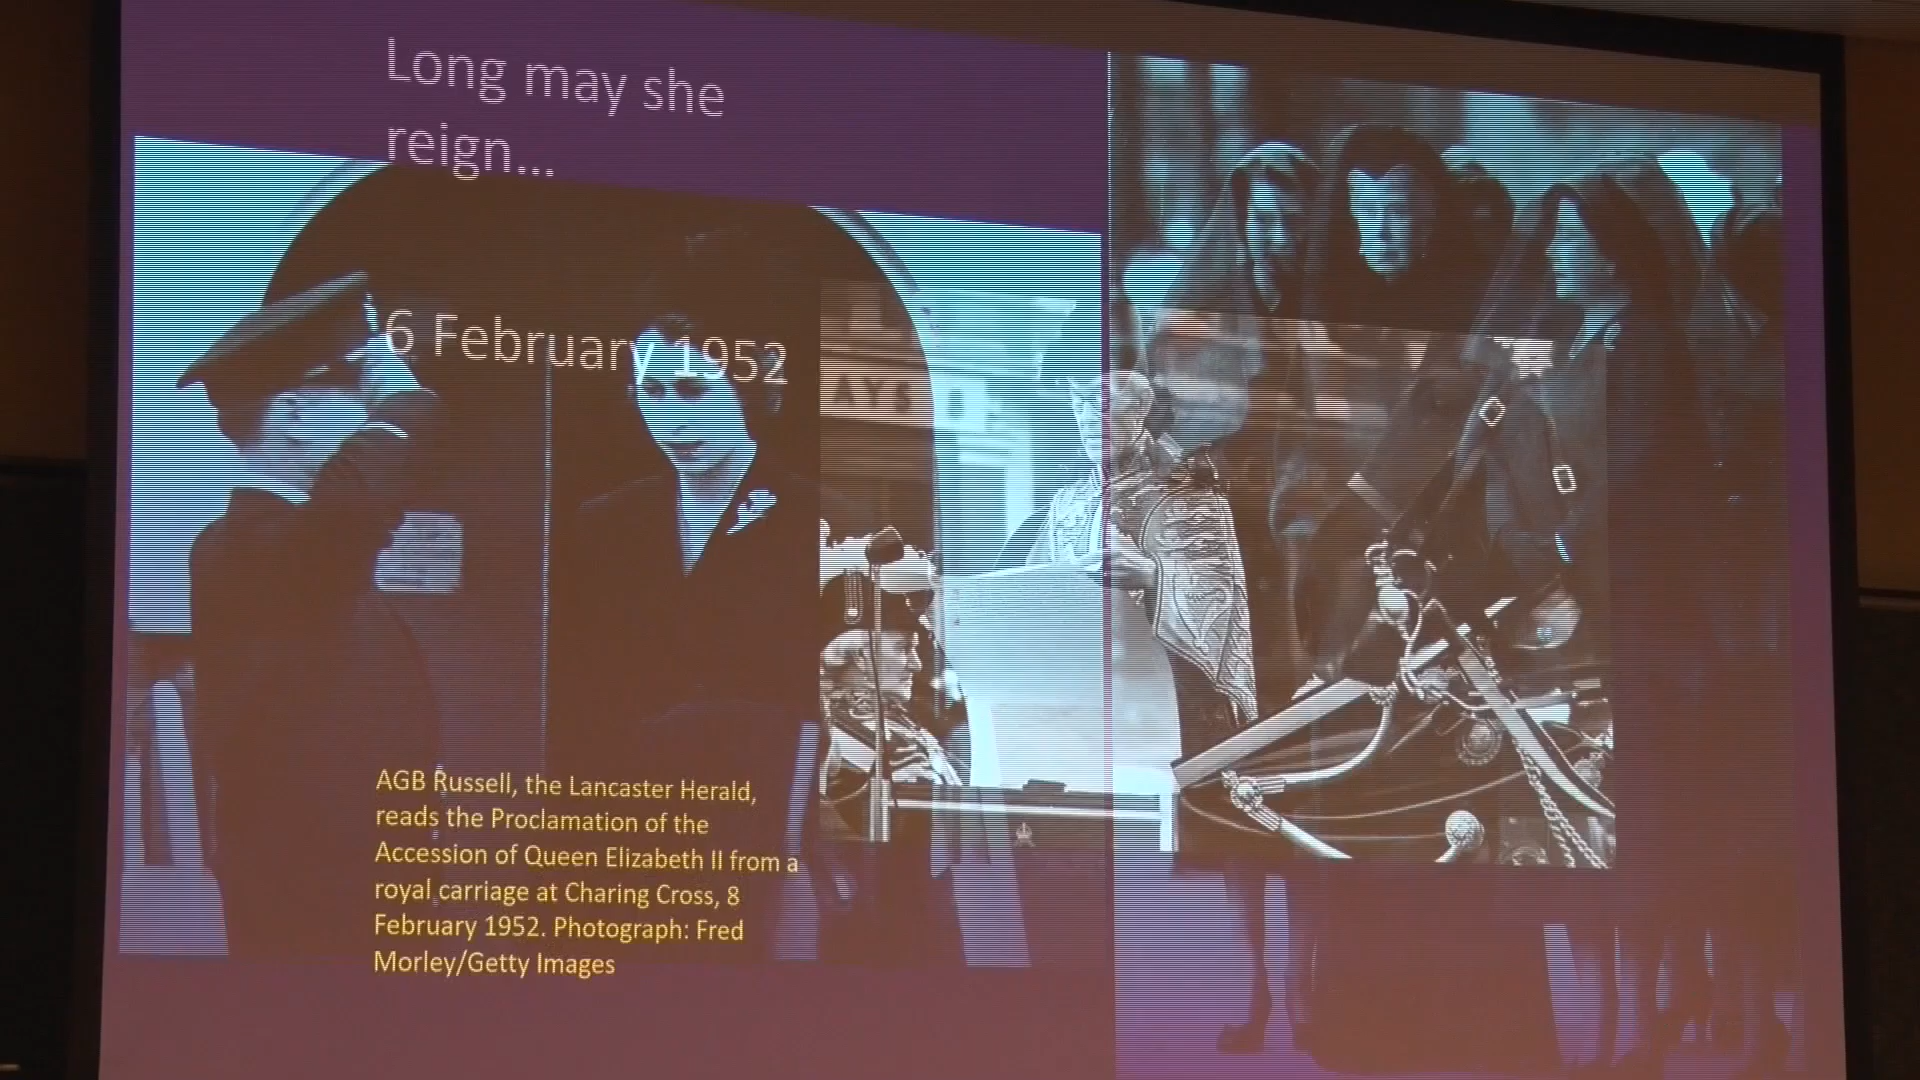 Long may she
reign...
6 February 1952
AYS
AGB Russell, the Lancaster Herald,
reads the Proclamation of the
Accession of Queen Elizabeth II from a
royal carriage at Charing Cross, 8
February 1952. Photograph: Fred
Morley/Getty Images